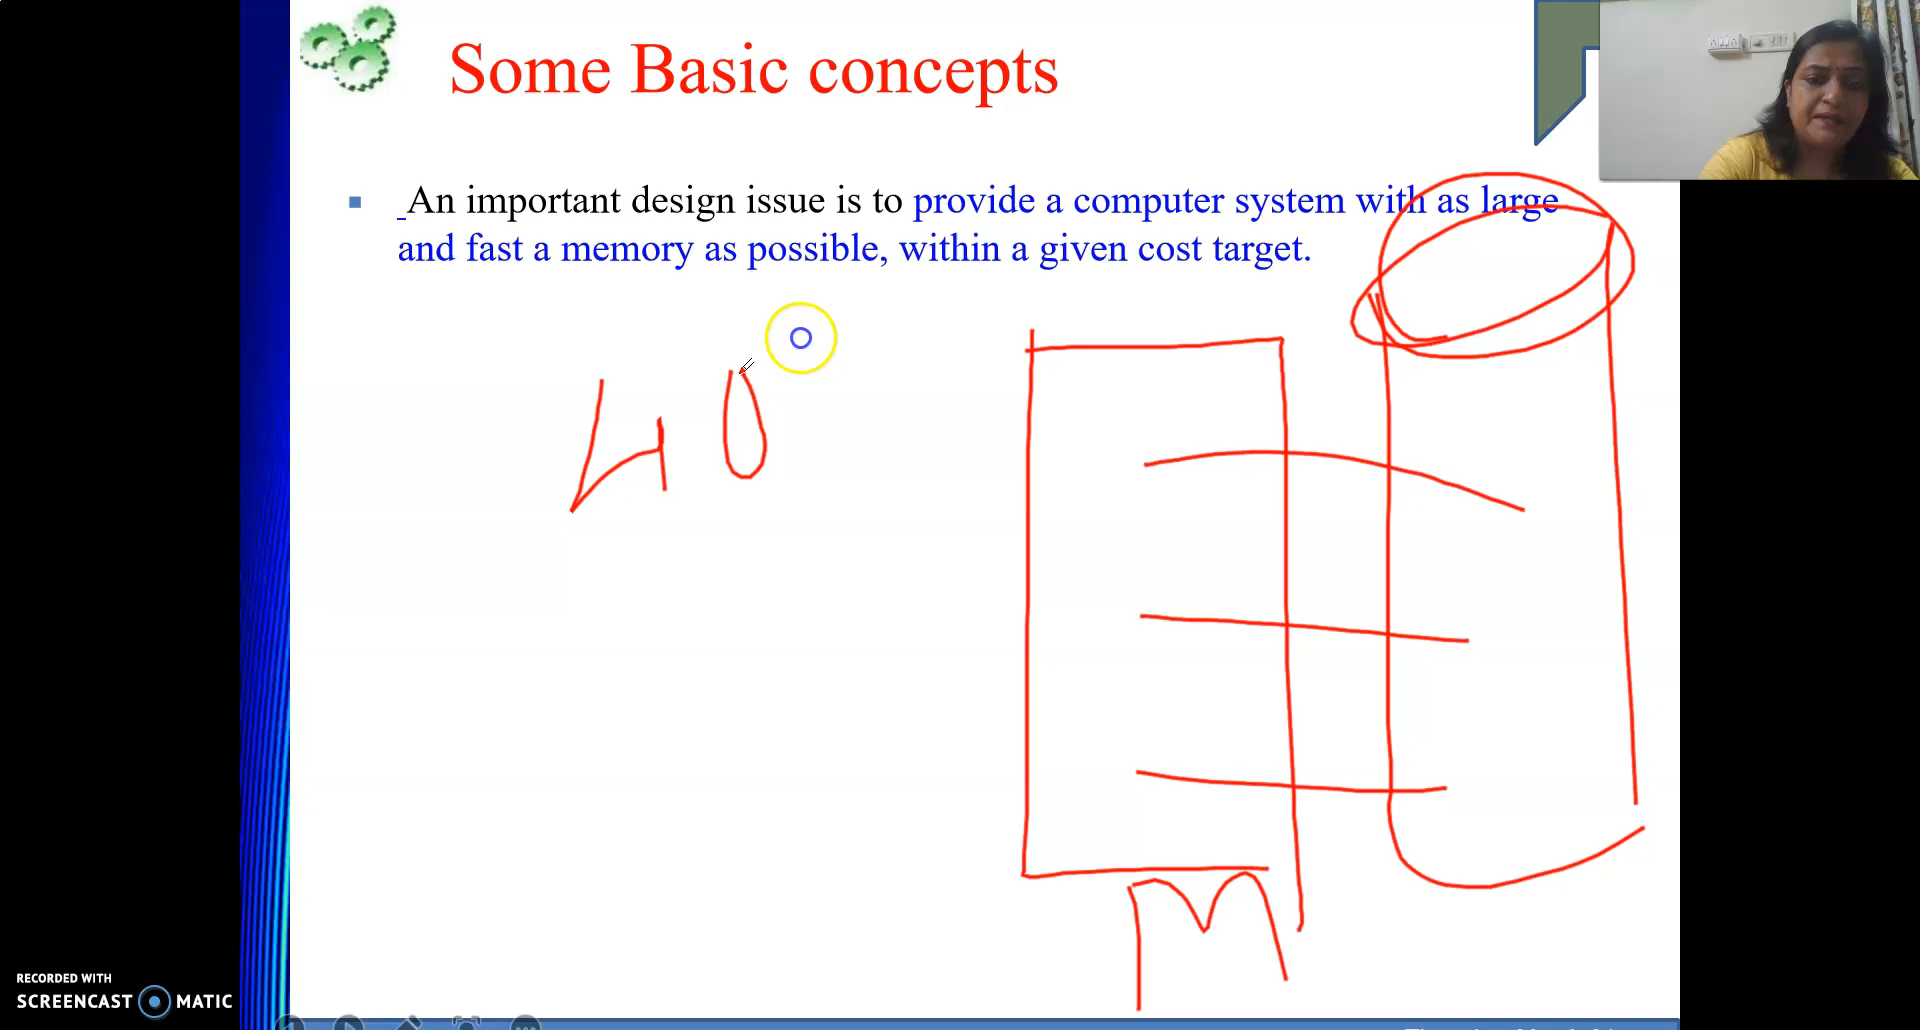 Some Basic concepts
An important design issue is to provide a computer system with as large
and fast a memory as possible, within a given cost target.
40
M
RECORDED WITH
SCREENCAST MATIC